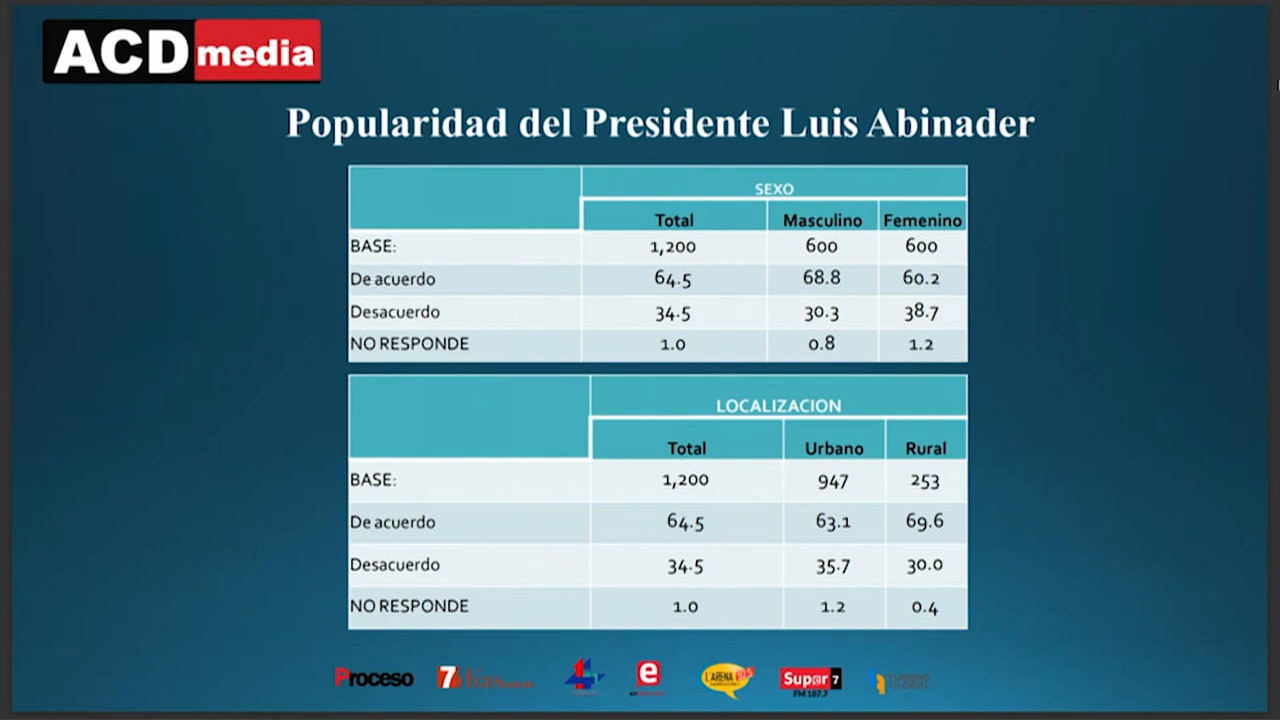 ACD media
Popularidad del Presidente Luis Abinader
SEXO
Total Masculino Femenino
BASE: 1,200 600 600
De acuerdo 64.5 68.8 60.2
Desacuerdo 34.5 30.3 38.7
NO RESPONDE 1.0 0.8 1.2
LOCALIZACION
Total Urbano Rural
BASE: 1,200 947 253
De acuerdo 64.5 63.1 69.6
Desacuerdo 34.5 35.7 30.0
NO RESPONDE 1.0 1.2 0.4
Proceso 7días e L'ARENA Super 7
FM 107.7